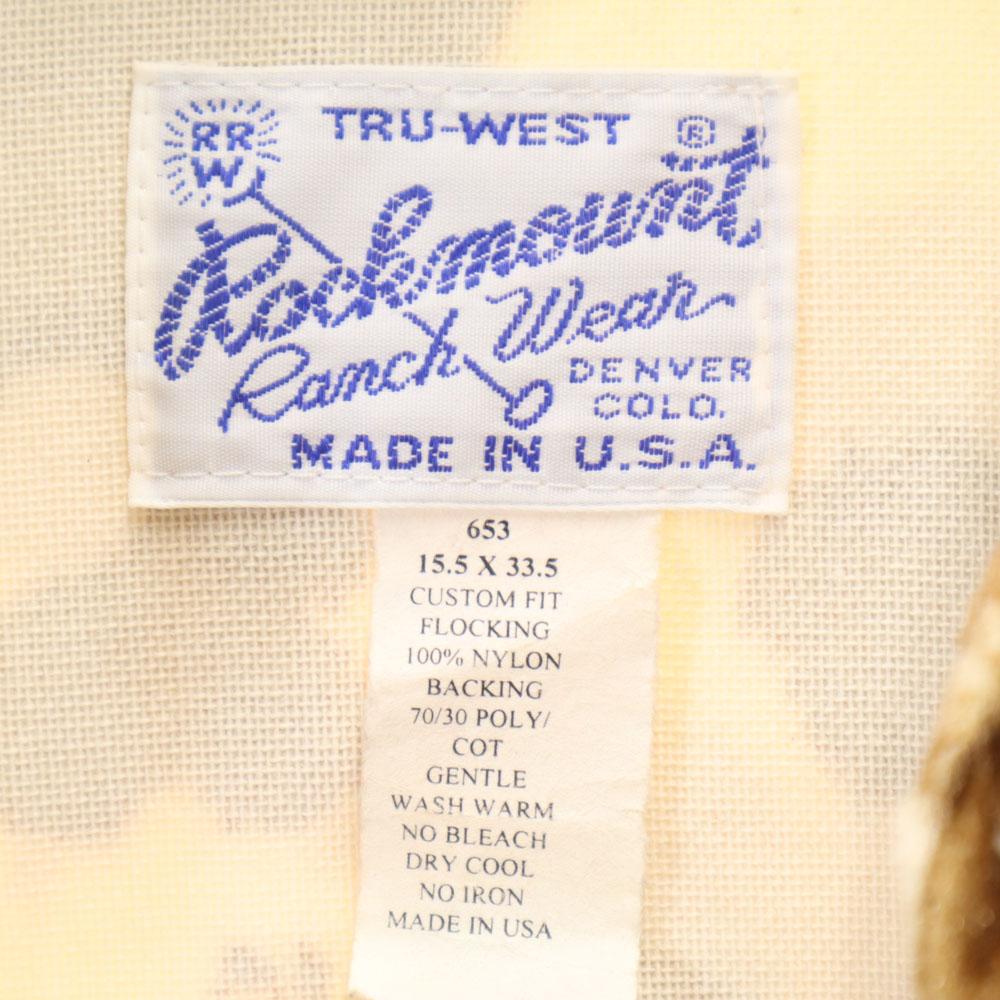 RR
W
TRU-WEST ®
Rockmount
Ranch Wear
DENVER
COLO.
MADE IN U.S.A.
653
15.5 X 33.5
CUSTOM FIT
FLOCKING
100% NYLON
BACKING
70/30 POLY/
COT
GENTLE
WASH WARM
NO BLEACH
DRY COOL
NO IRON
MADE IN USA